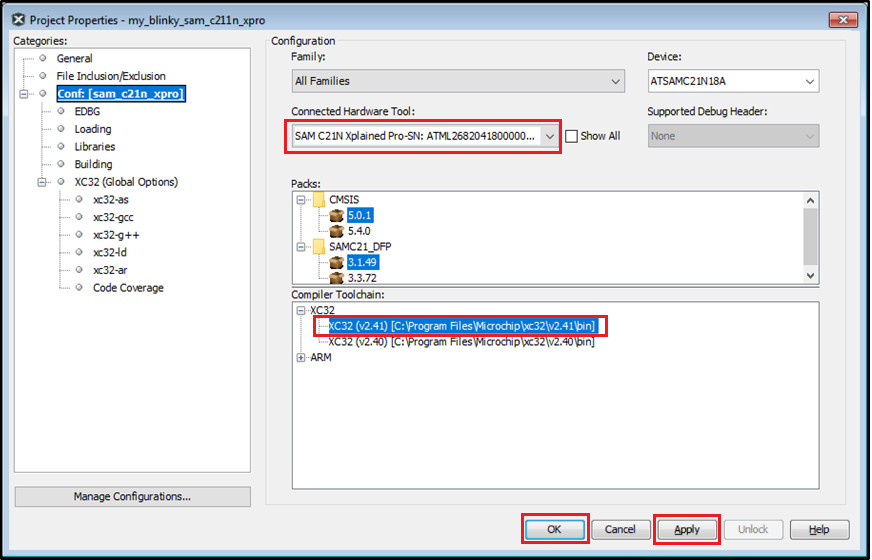 Project Properties - my_blinky_sam_c211n_xpro
Categories:
General
File Inclusion/Exclusion
Conf: [sam_c21n_xpro]
EDBG
Loading
Libraries
Building
XC32 (Global Options)
xc32-as
xc32-gcc
xc32-g++
xc32-ld
xc32-ar
Code Coverage
Manage Configurations...
Configuration
Family:
All Families
Device:
ATSAMC21N18A
Connected Hardware Tool:
SAM C21N Xplained Pro-SN: ATML2682041800000...
Show All
Supported Debug Header:
None
Packs:
CMSIS
5.0.1
5.4.0
SAMC21_DFP
3.1.49
3.3.72
Compiler Toolchain:
XC32
XC32 (v2.41) [C:\Program Files\Microchip\xc32\v2.41\bin]
XC32 (v2.40) [C:\Program Files\Microchip\xc32\v2.40\bin]
ARM
OK
Cancel
Apply
Unlock
Help